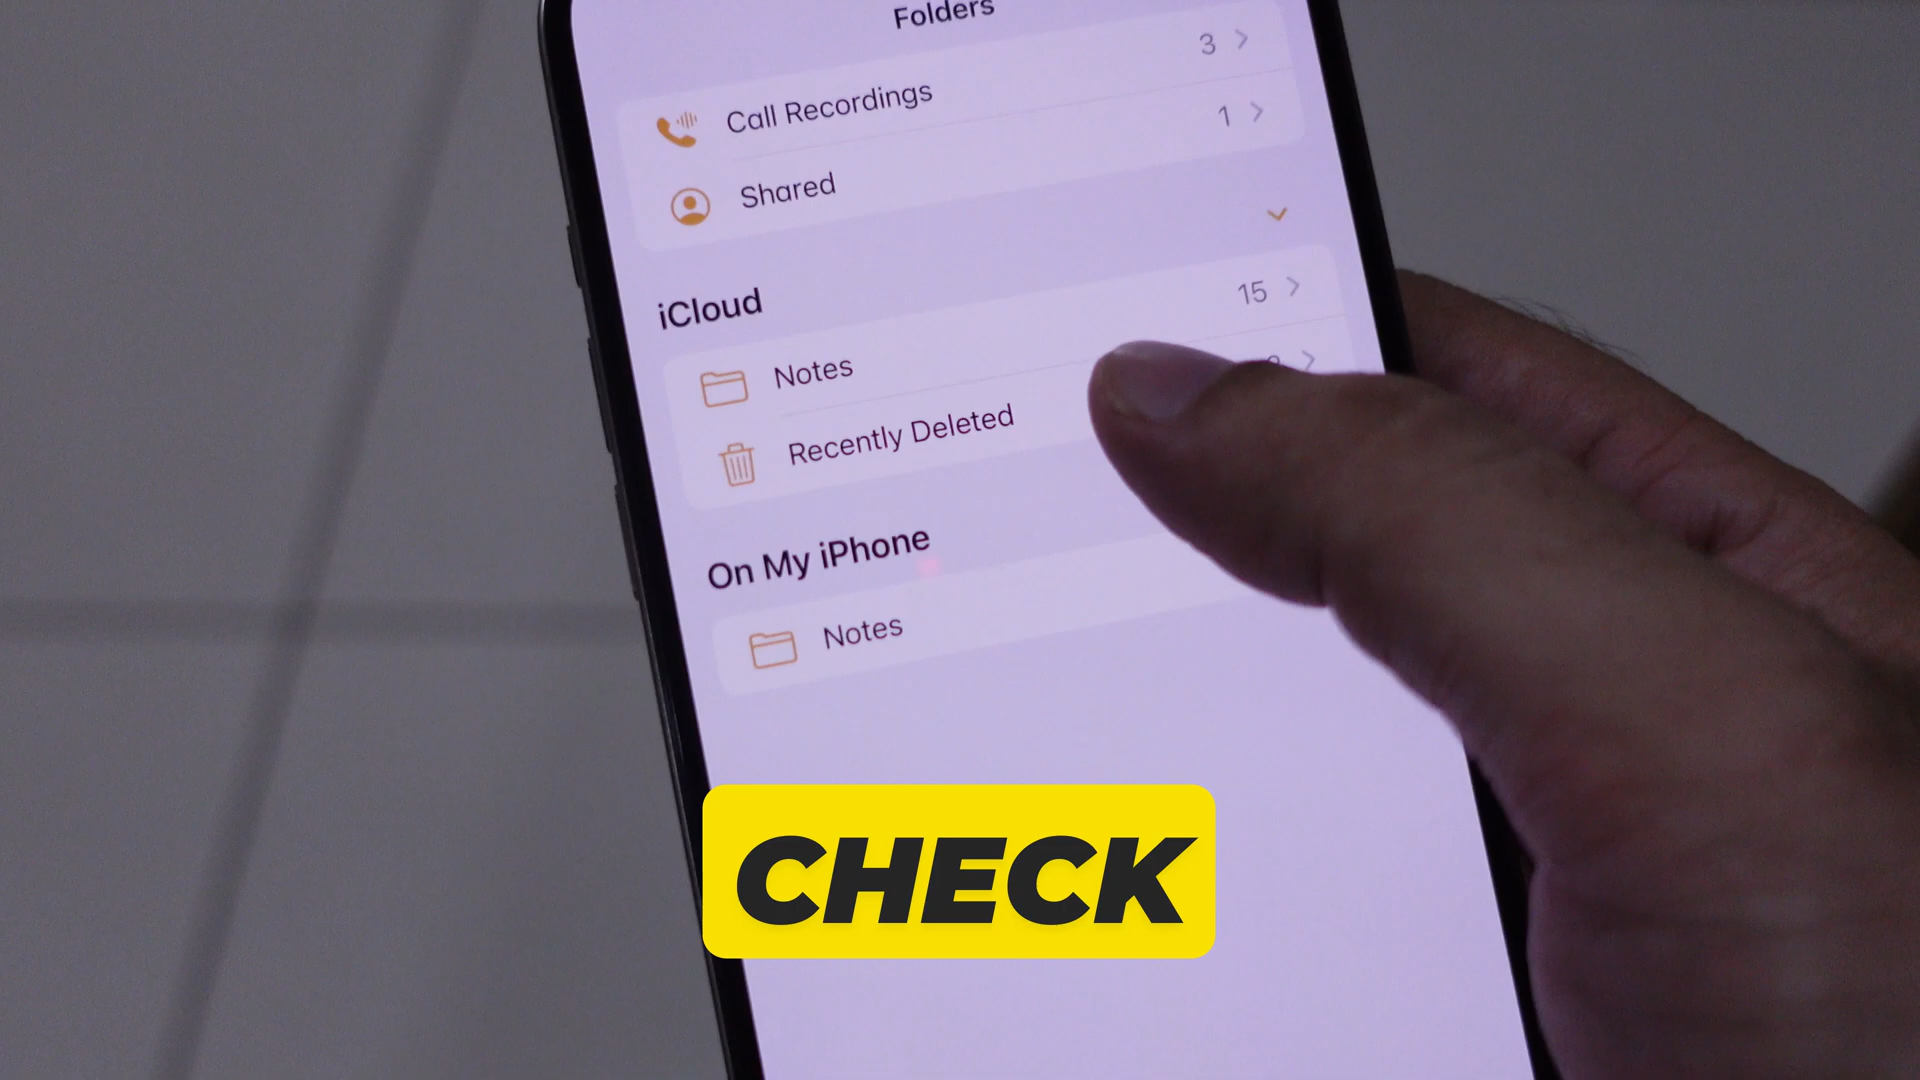 Folders
Call Recordings 3
Shared 1
iCloud
Notes 15
Recently Deleted
On My iPhone
Notes
CHECK